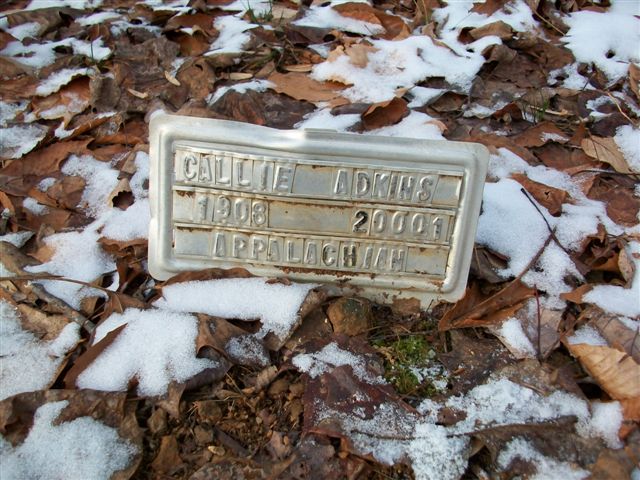 CALLIE ADKINS
1908 20001
APPALACHIAN